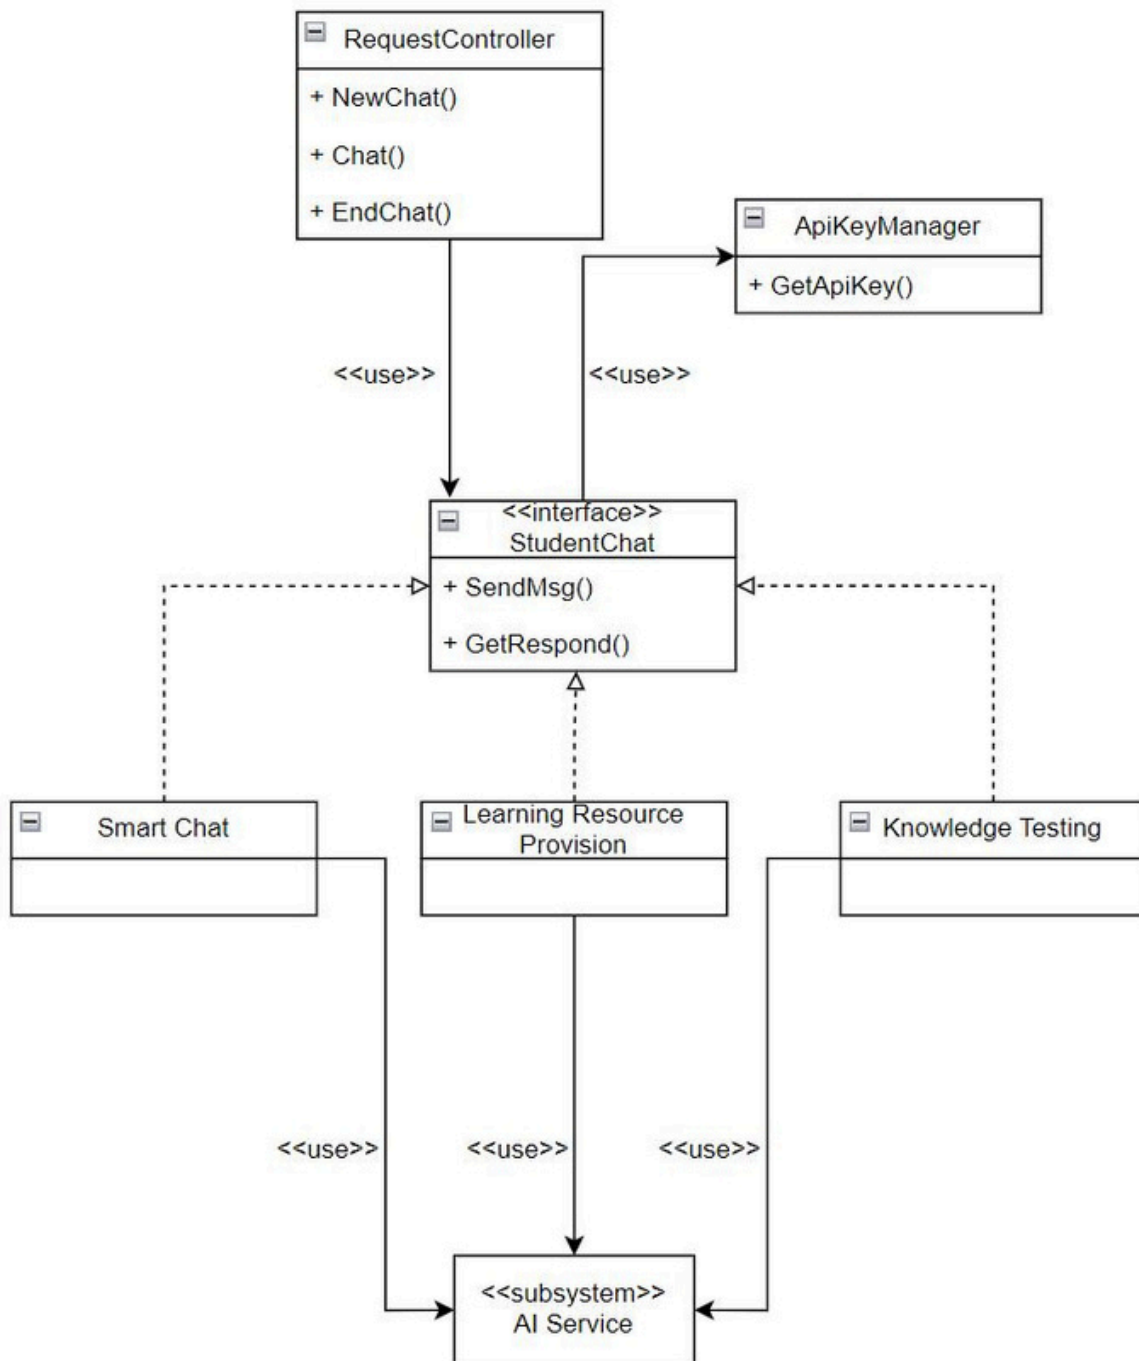 RequestController
+ NewChat()
+ Chat()
+ EndChat()
ApiKeyManager
+ GetApiKey()
<<use>>
<<use>>
<<interface>>
StudentChat
+ SendMsg()
+ GetRespond()
Smart Chat
Learning Resource
Provision
Knowledge Testing
<<use>>
<<use>>
<<use>>
<<subsystem>>
AI Service